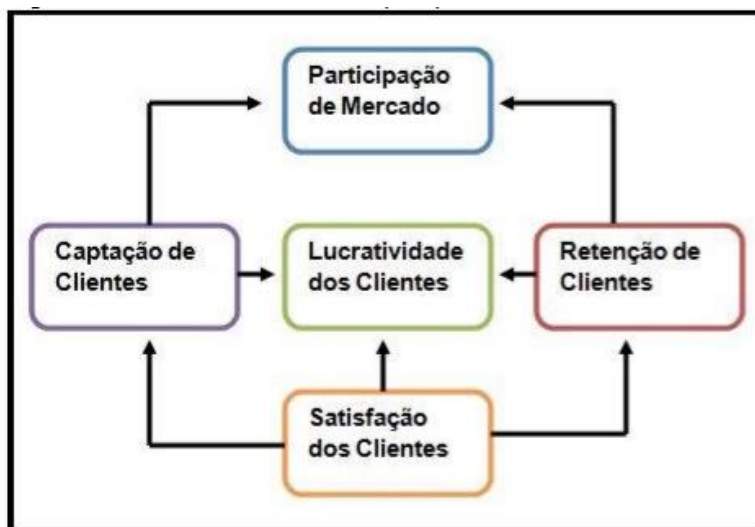 Participação
de Mercado
Captação de
Clientes
Lucratividade
dos Clientes
Retenção de
Clientes
Satisfação
dos Clientes